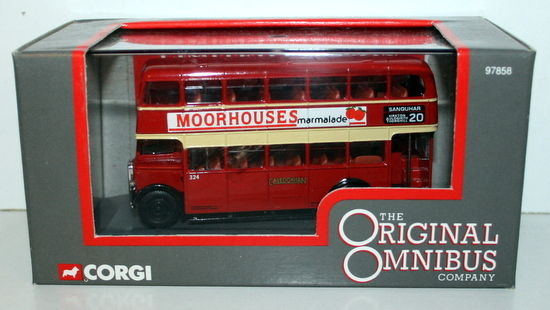 97858
MOORHOUSES marmalade
SANQUHAR
20
324
CALEDONIAN
THE
ORIGINAL
OMNIBUS
COMPANY
CORGI